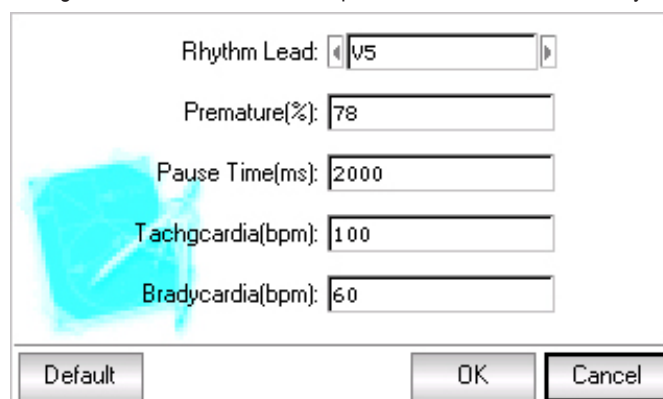 Rhythm Lead: V5
Premature(%): 78
Pause Time(ms): 2000
Tachgcardia(bpm): 100
Bradycardia(bpm): 60
Default OK Cancel